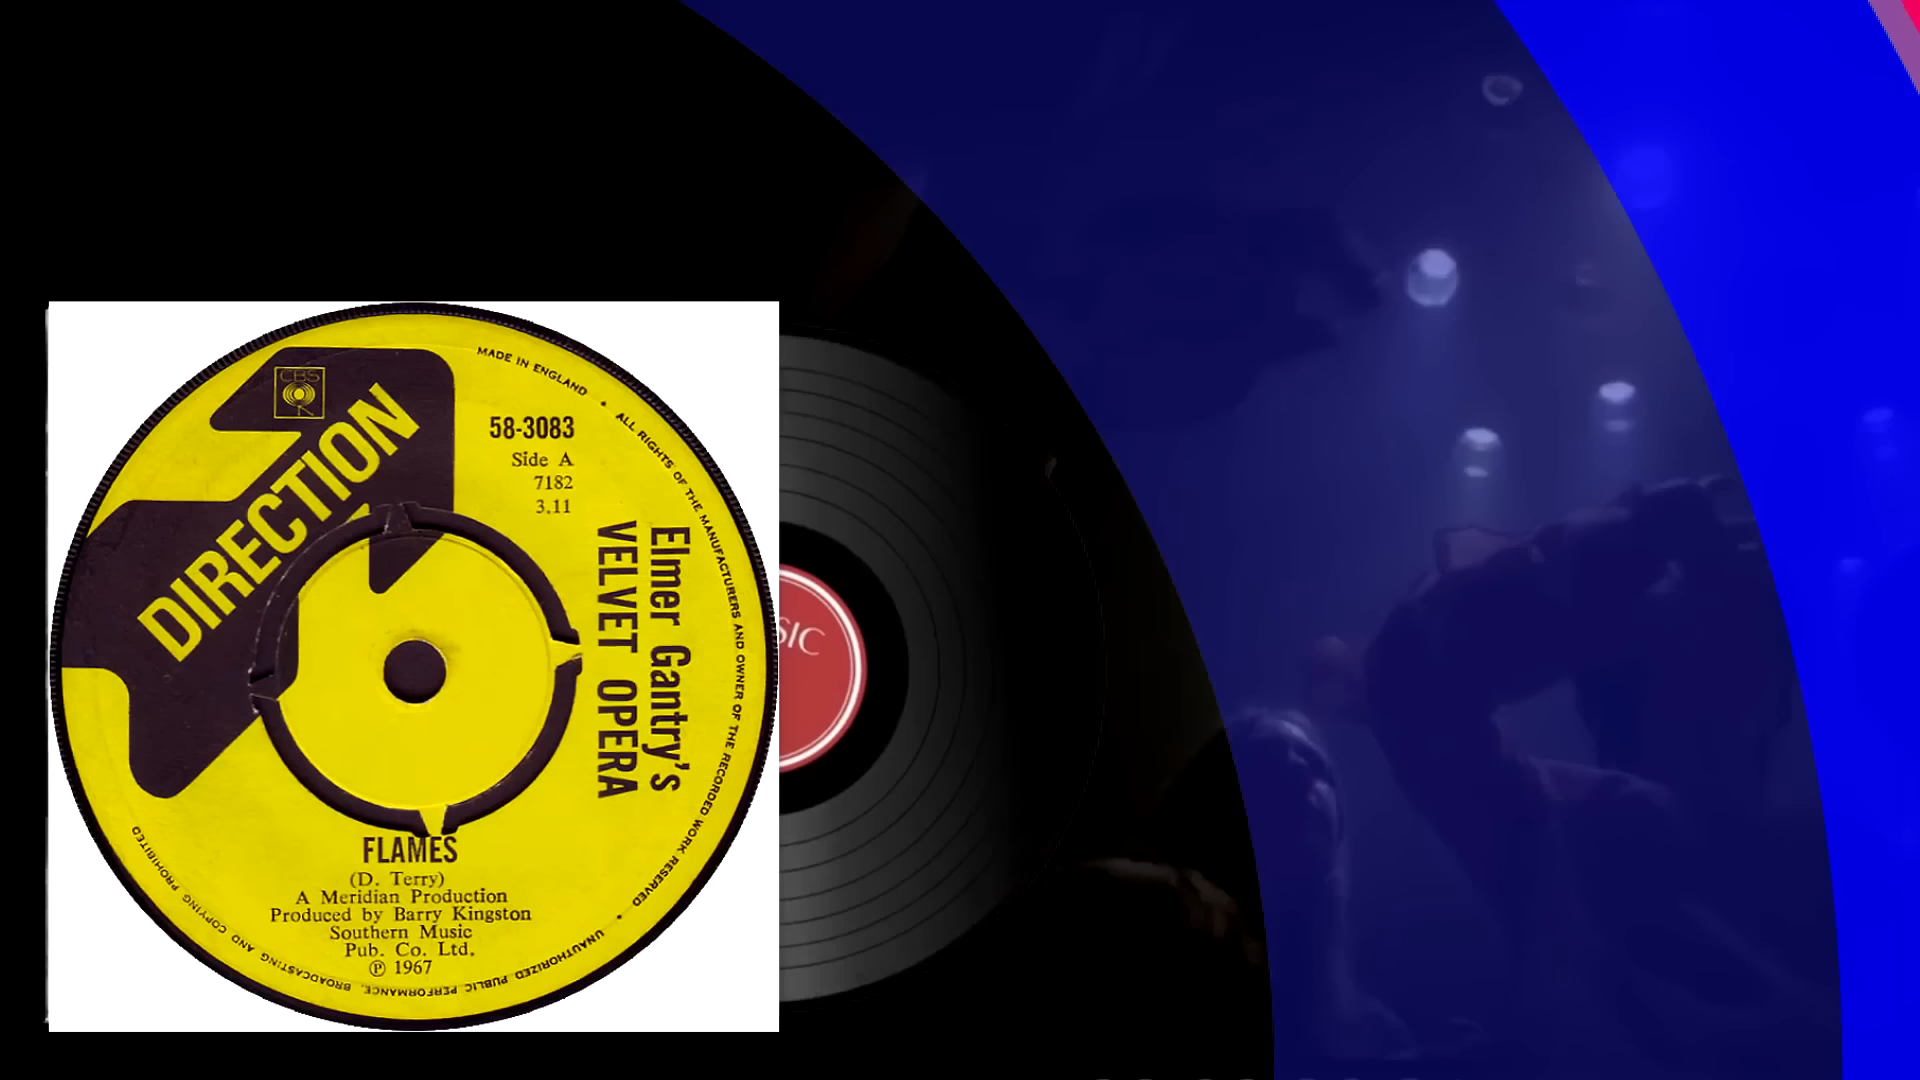 CBS
DIRECTION
MADE IN ENGLAND • ALL RIGHTS OF THE MANUFACTURERS AND OWNER OF THE RECORDED WORK RESERVED • UNAUTHORIZED PUBLIC PERFORMANCE, BROADCASTING AND COPYING PROHIBITED
58-3083
Side A
7182
3.11
Elmer Gantry's
VELVET OPERA
FLAMES
(D. Terry)
A Meridian Production
Produced by Barry Kingston
Southern Music
Pub. Co. Ltd.
℗ 1967
SIC